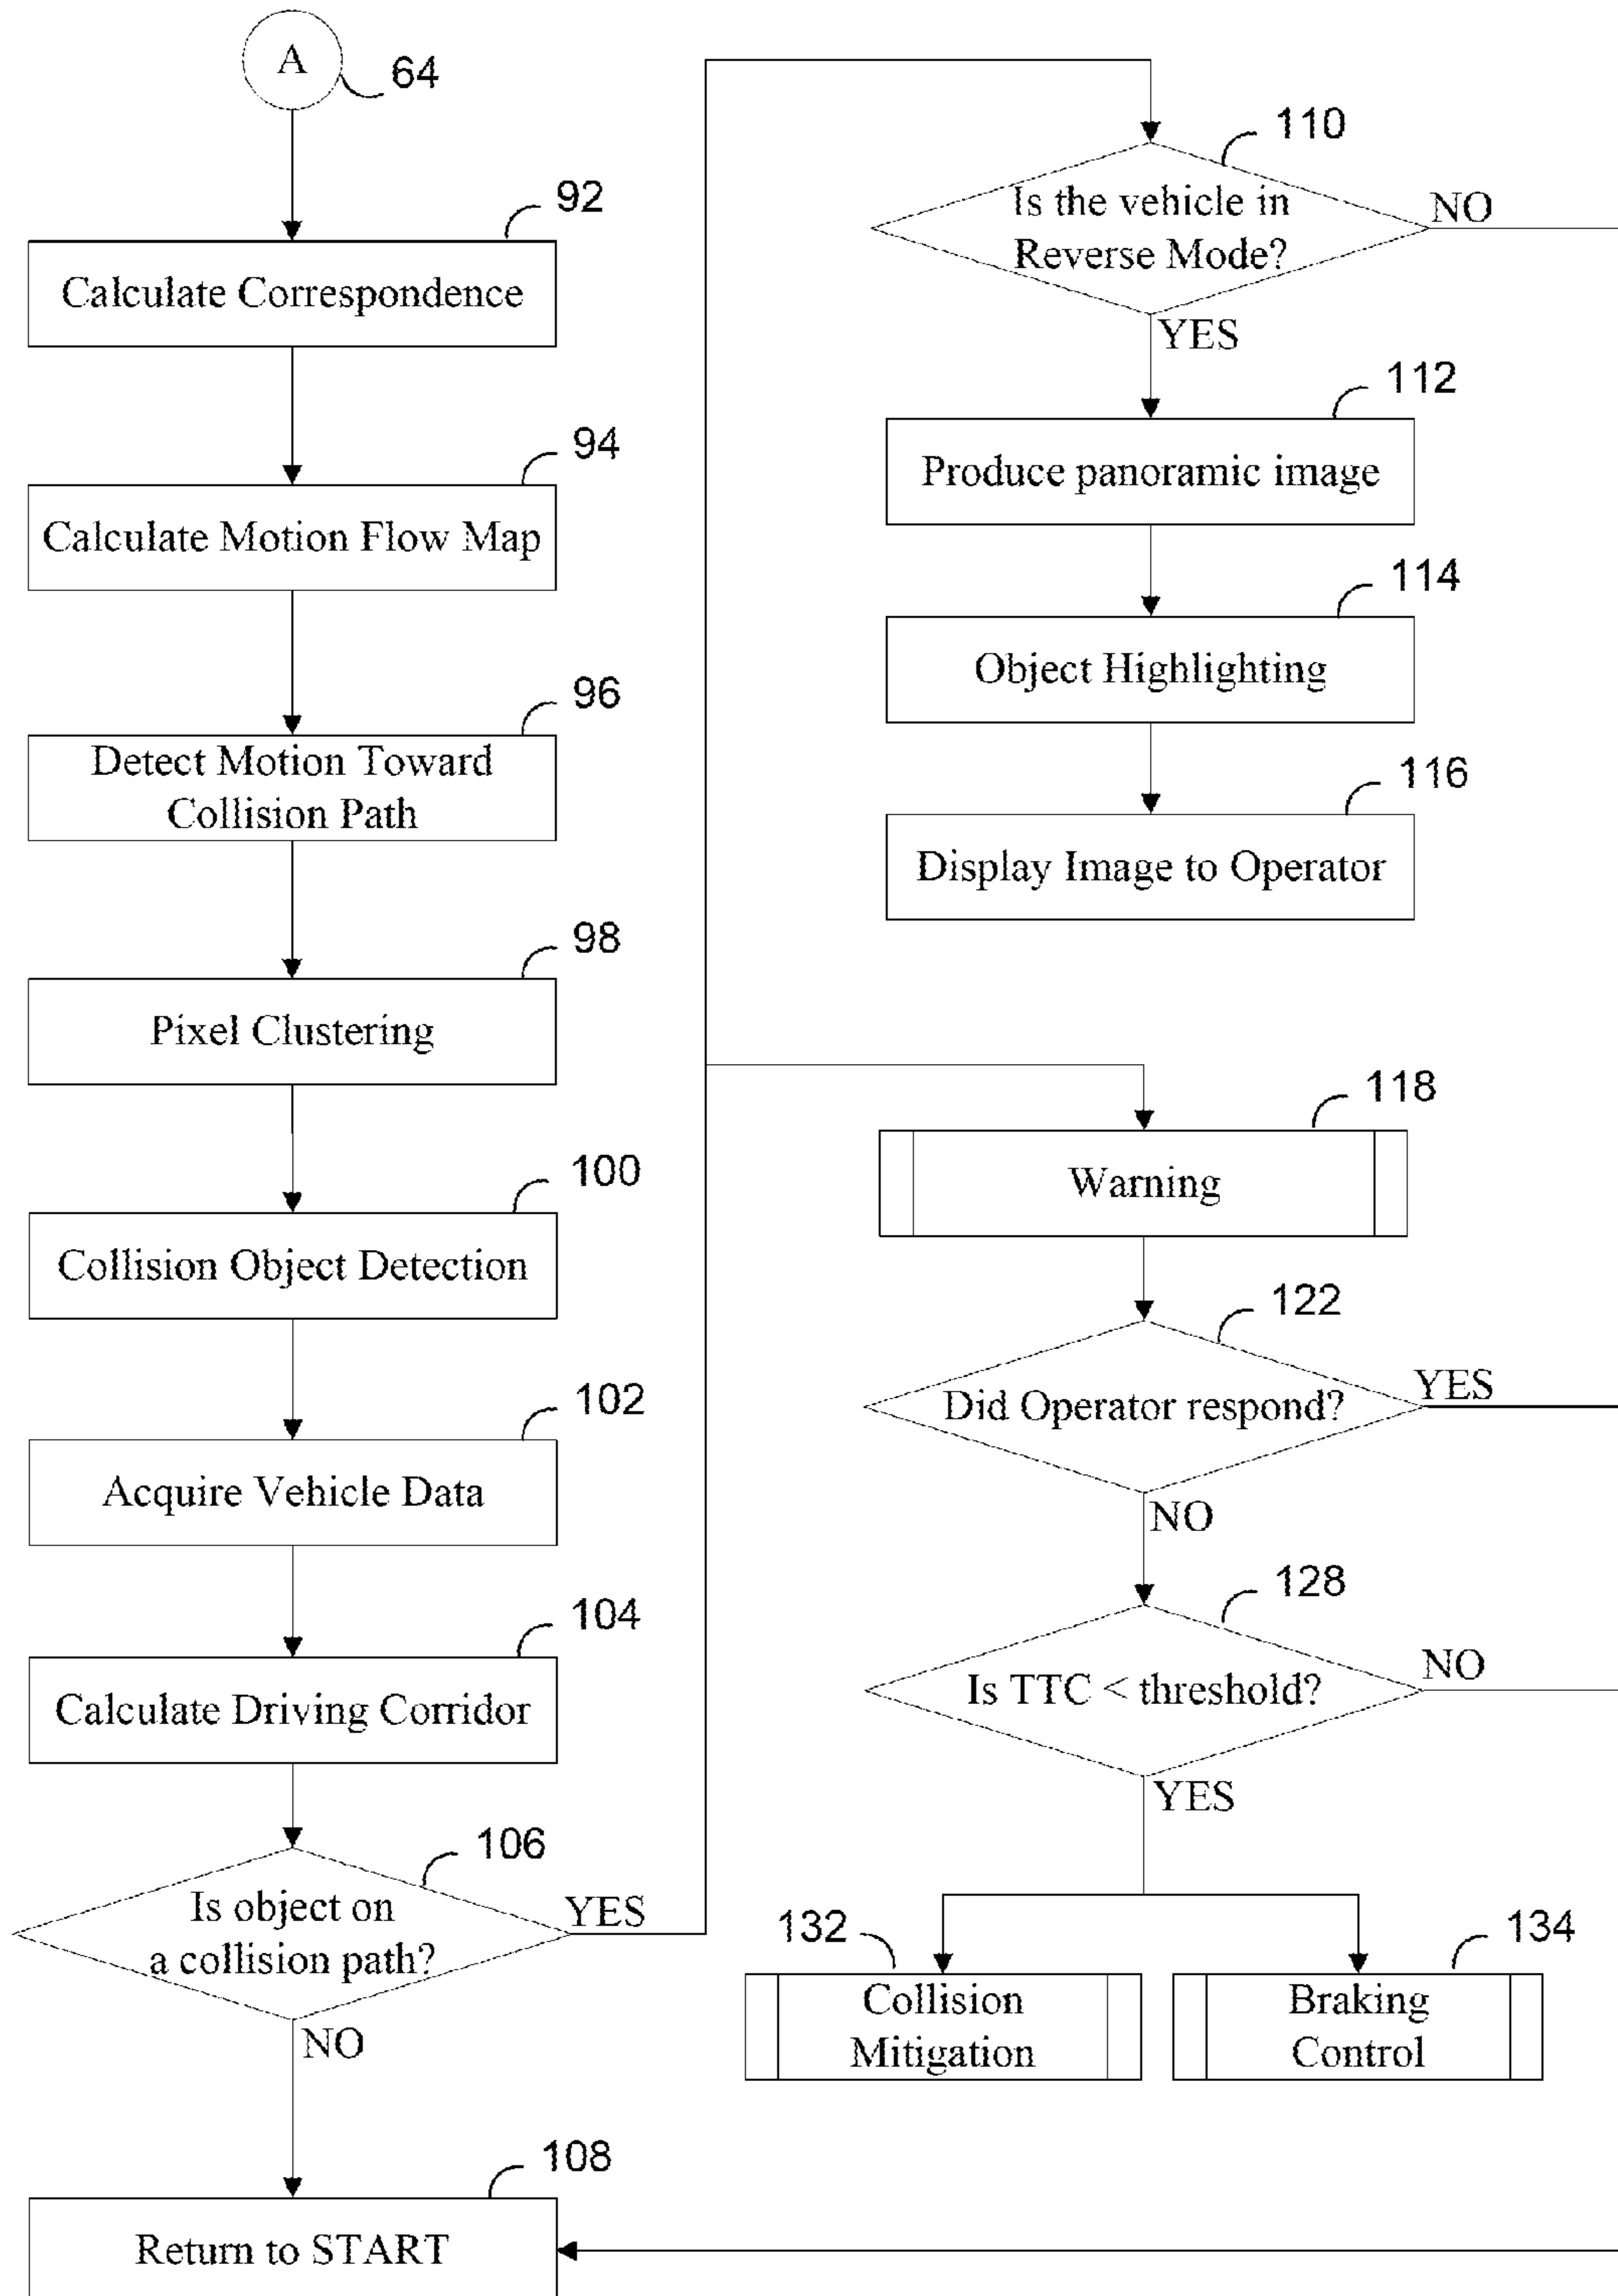 A
64
92
Calculate Correspondence
94
Calculate Motion Flow Map
96
Detect Motion Toward
Collision Path
98
Pixel Clustering
100
Collision Object Detection
102
Acquire Vehicle Data
104
Calculate Driving Corridor
106
Is object on
a collision path?
YES
NO
108
Return to START
110
Is the vehicle in
Reverse Mode?
NO
YES
112
Produce panoramic image
114
Object Highlighting
116
Display Image to Operator
118
Warning
122
Did Operator respond?
YES
NO
128
Is TTC < threshold?
NO
YES
132
Collision
Mitigation
134
Braking
Control